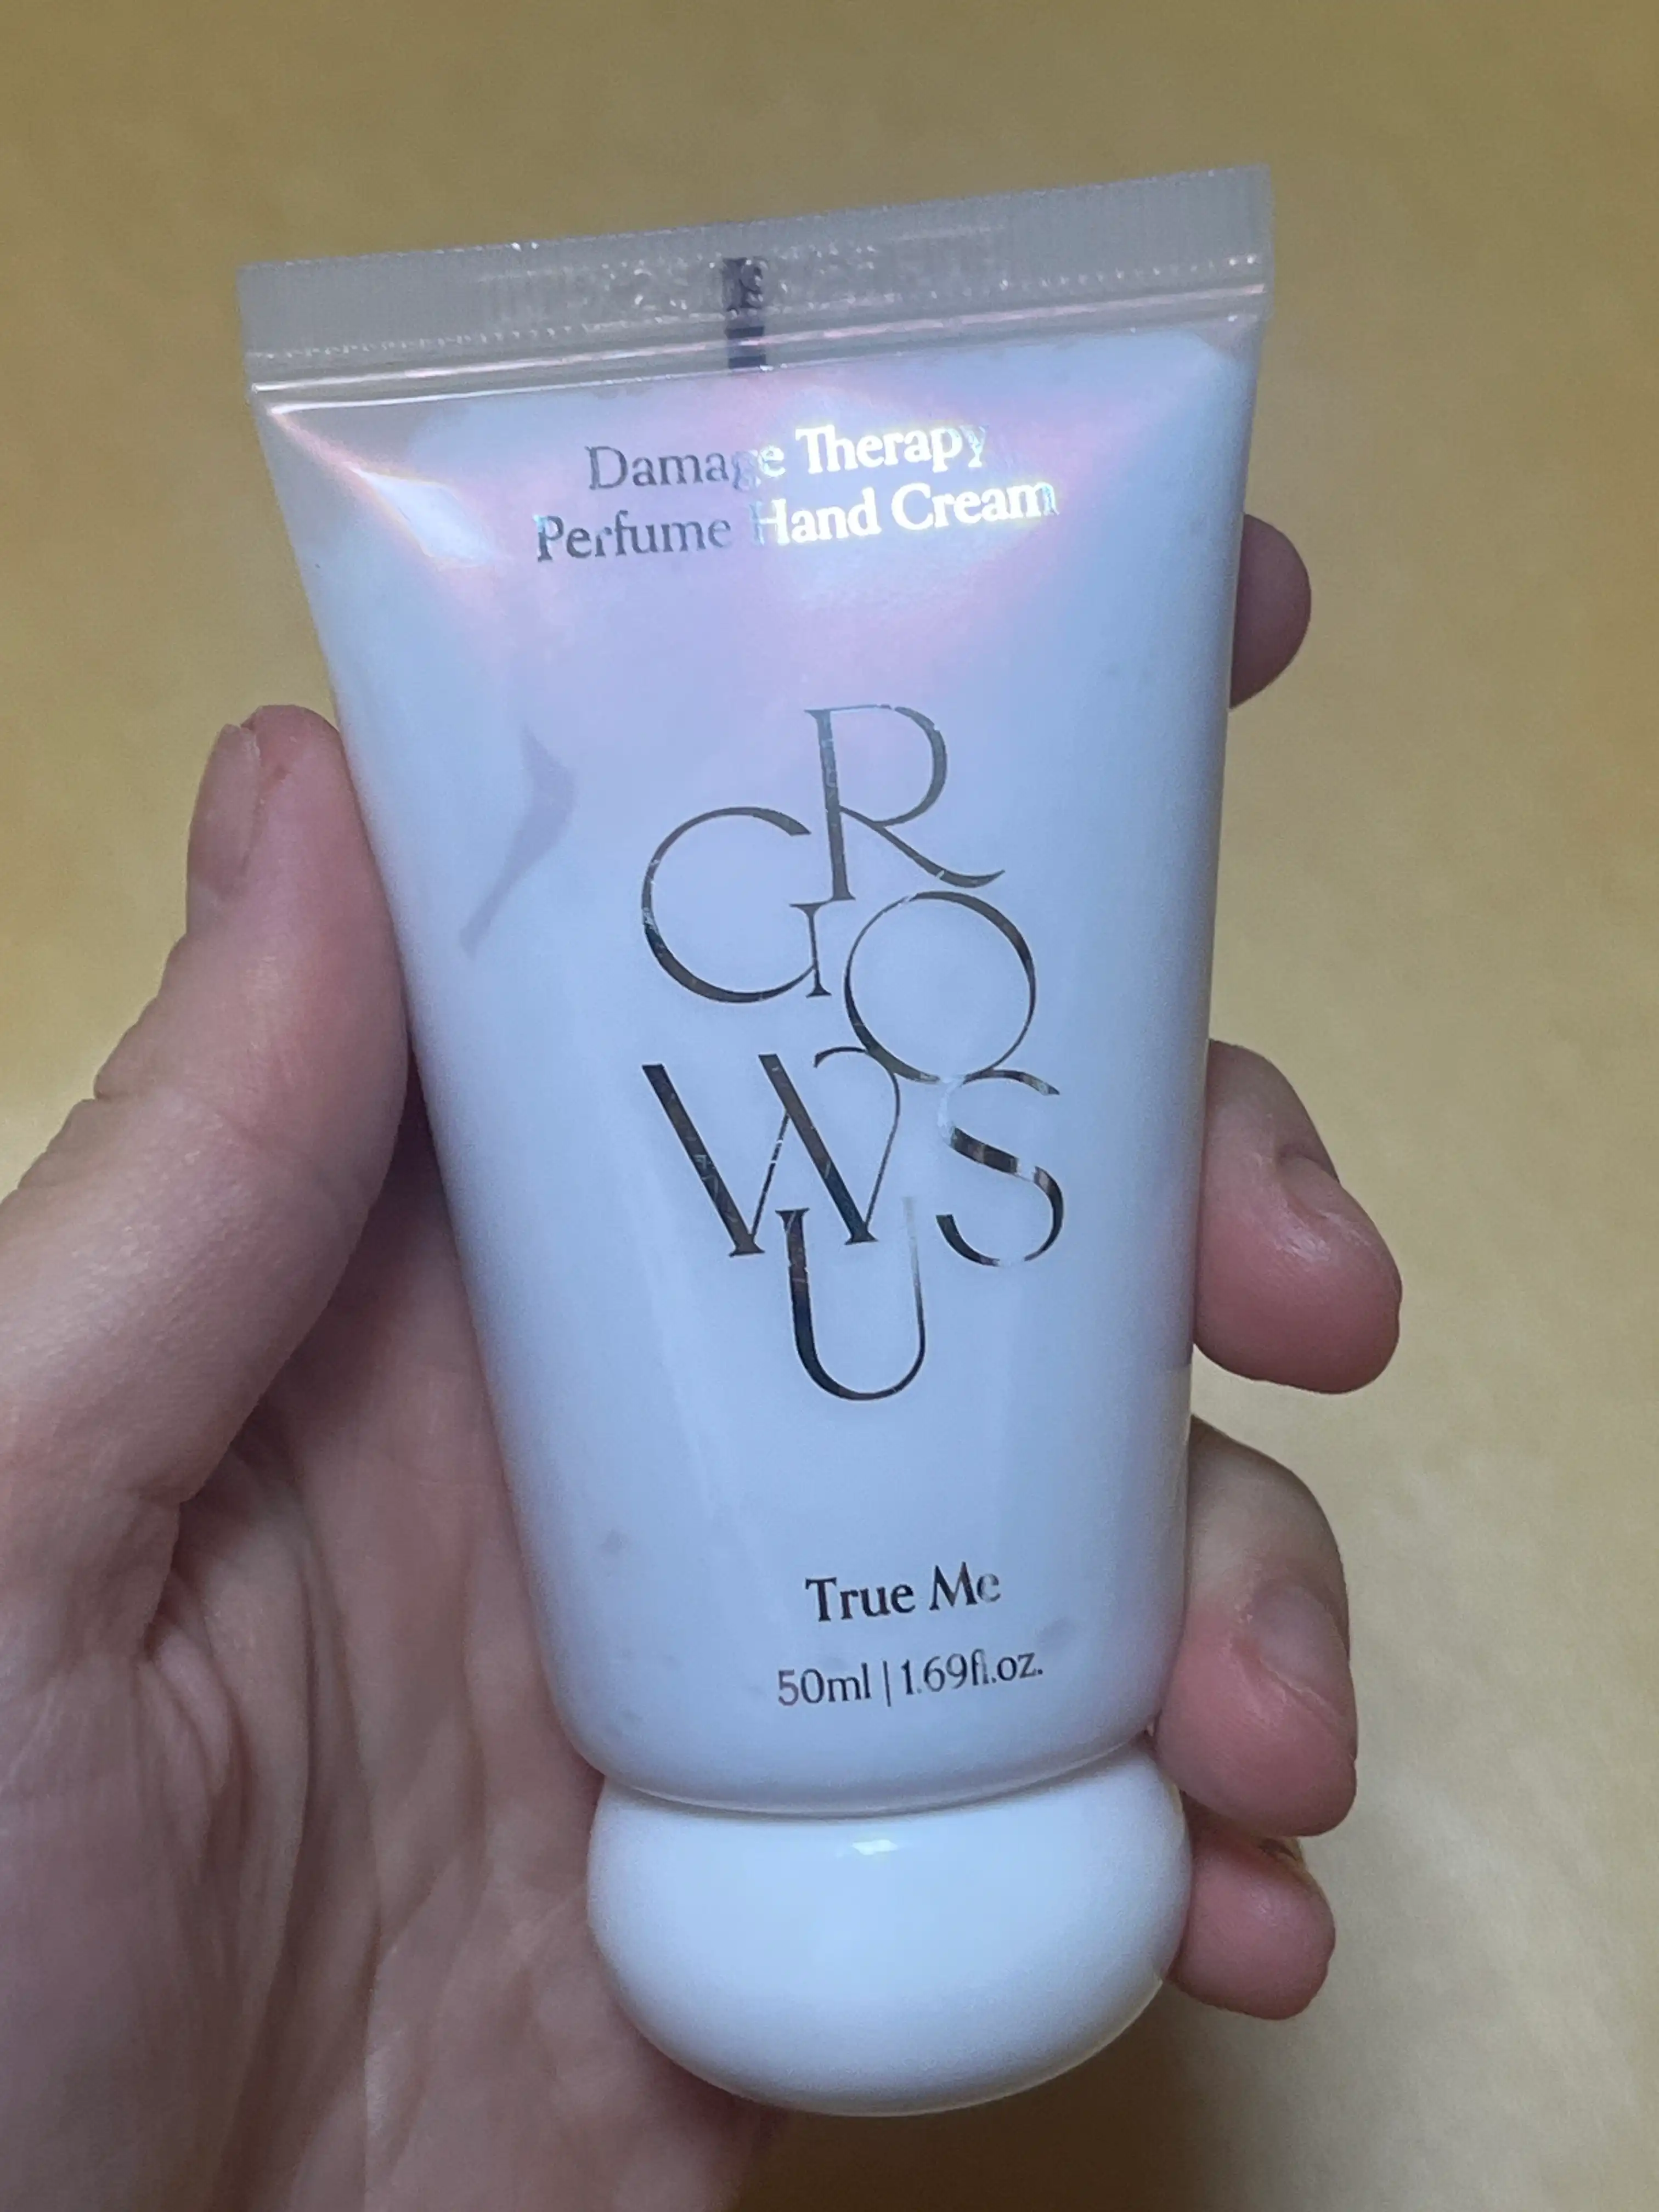 Damage Therapy
Perfume Hand Cream
GROWUS
True Me
50ml | 1.69fl.oz.